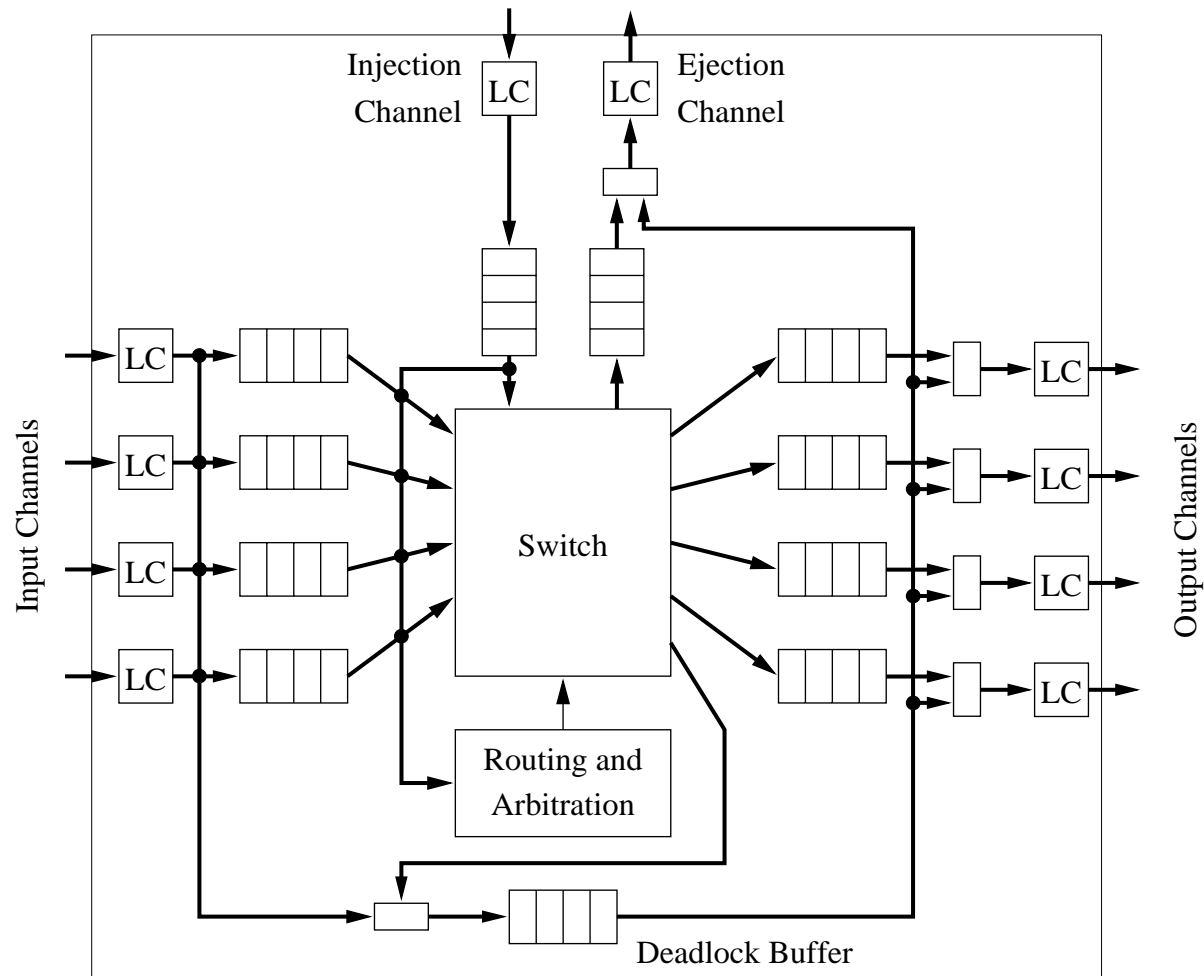 Injection
Channel
LC
LC
Ejection
Channel
Input Channels
LC
LC
LC
LC
Switch
Routing and
Arbitration
LC
LC
LC
LC
Output Channels
Deadlock Buffer